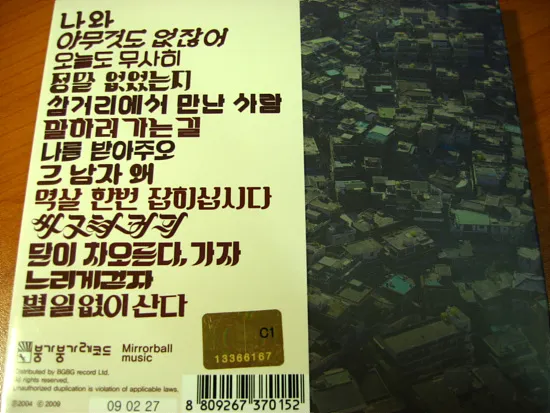 나와
아무것도 없잖어
오늘도 무사히
정말 없었는지
삼거리에서 만난 사람
말하러 가는 길
나를 받아주오
그 남자 왜
멱살 한번 잡히십시다
싸구려커피
달이 차오른다, 가자
느리게걷자
별일없이 산다
붕가붕가레코드
Mirrorball
music
C1
13366167
Distributed by BGBG record Ltd.
All rights reserved.
Unauthorized duplication is violation of applicable laws.
℗2004 ©2009
09 02 27
8 809267 370152